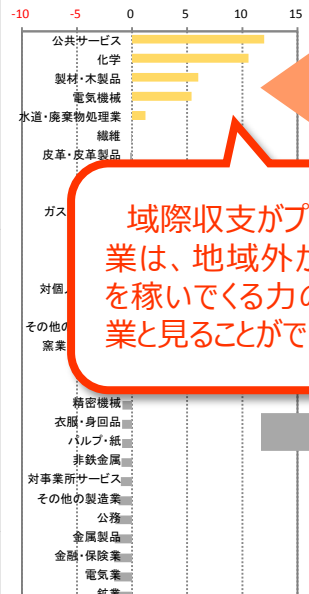 -10 -5 0 5 10 15
公共サービス
化学
製材・木製品
電気機械
水道・廃棄物処理業
繊維
皮革・皮革製品
ガス
対個
その他の
窯業
域際収支がプ
業は、地域外か
を稼いでくる力の
業と見ることがで
精密機械
衣服・身回品
パルプ・紙
非鉄金属
対事業所サービス
その他の製造業
公務
金属製品
金融・保険業
電気業
鉱業